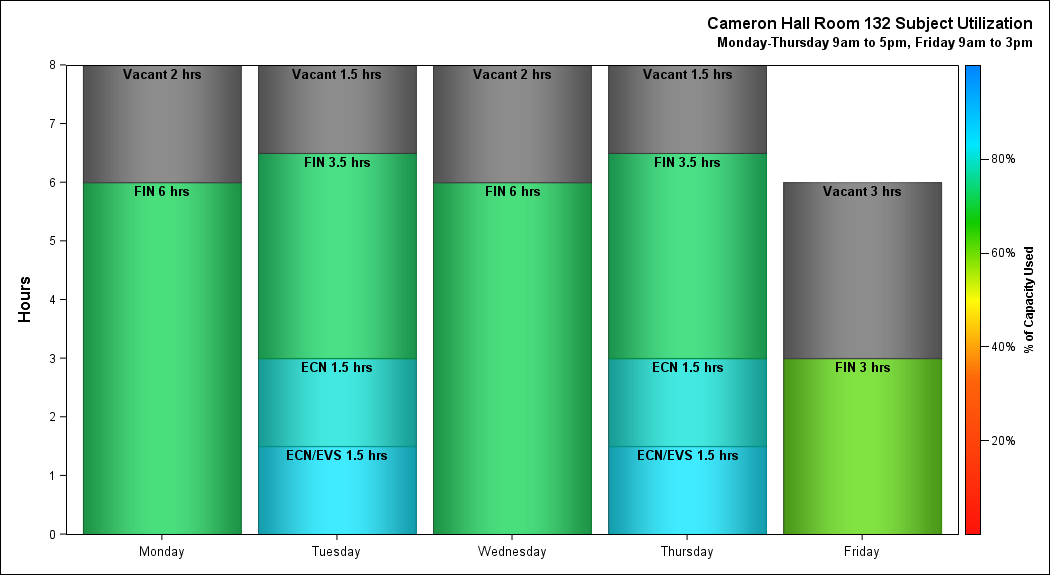 Cameron Hall Room 132 Subject Utilization
Monday-Thursday 9am to 5pm, Friday 9am to 3pm
8
7
6
5
4
3
2
1
0
Hours
Vacant 2 hrs
FIN 6 hrs
Vacant 1.5 hrs
FIN 3.5 hrs
ECN 1.5 hrs
ECN/EVS 1.5 hrs
Vacant 2 hrs
FIN 6 hrs
Vacant 1.5 hrs
FIN 3.5 hrs
ECN 1.5 hrs
ECN/EVS 1.5 hrs
Vacant 3 hrs
FIN 3 hrs
Monday
Tuesday
Wednesday
Thursday
Friday
80%
60%
40%
20%
% of Capacity Used